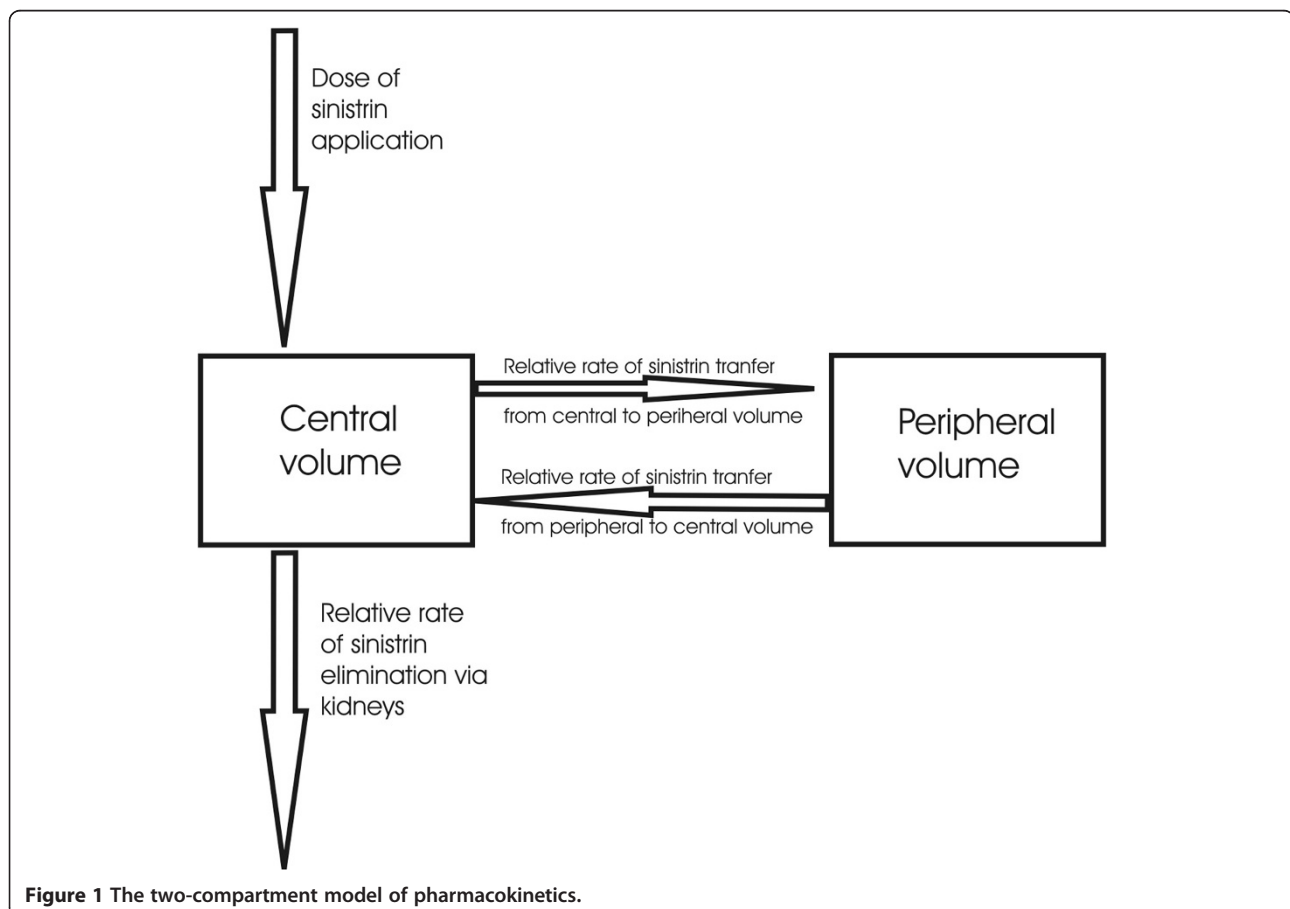 Dose of
sinistrin
application
Central
volume
Relative rate of sinistrin tranfer
from central to periheral volume
Relative rate of sinistrin tranfer
from peripheral to central volume
Peripheral
volume
Relative rate
of sinistrin
elimination via
kidneys
Figure 1 The two-compartment model of pharmacokinetics.